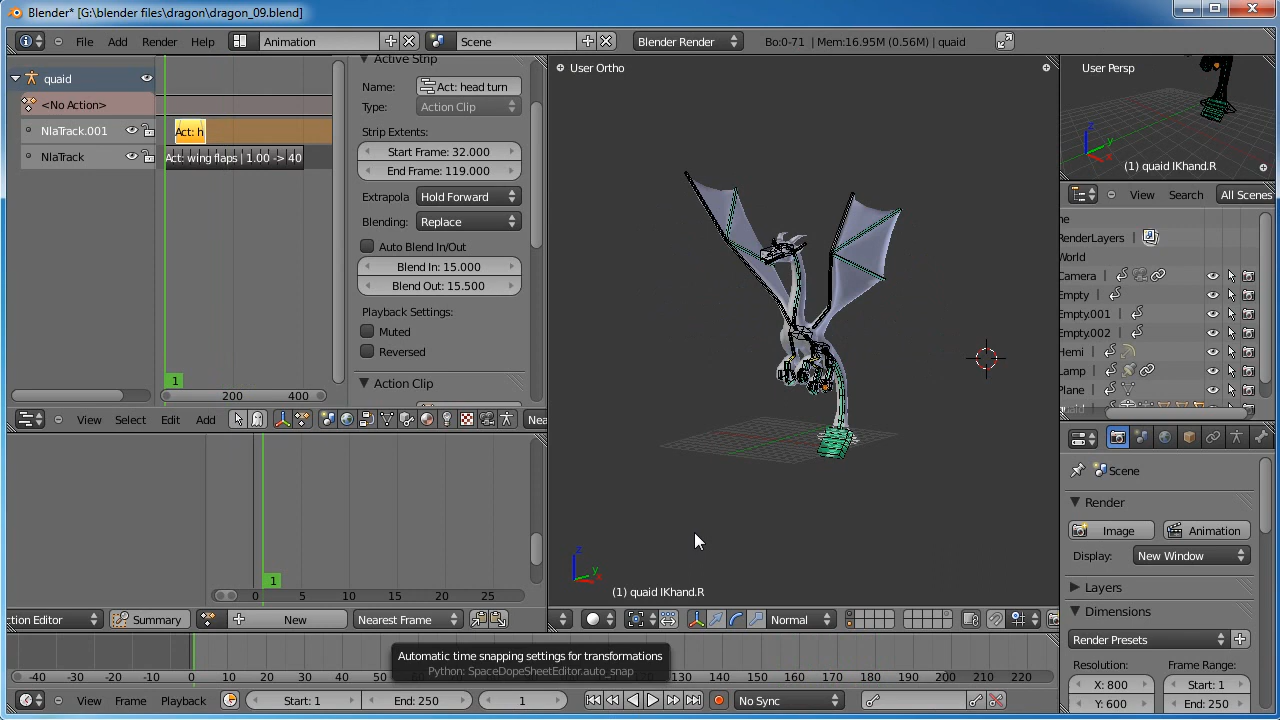 Blender* [G:\blender files\dragon\dragon_09.blend]
File Add Render Help Animation Scene Blender Render Bo:0-71 | Mem:16.95M (0.56M) | quaid
quaid
<No Action>
NlaTrack.001
Act: h
NlaTrack
Act: wing flaps | 1.00 -> 40
1
200 400
View Select Edit Add
Active Strip
Name: Act: head turn
Type: Action Clip
Strip Extents:
Start Frame: 32.000
End Frame: 119.000
Extrapola Hold Forward
Blending: Replace
Auto Blend In/Out
Blend In: 15.000
Blend Out: 15.500
Playback Settings:
Muted
Reversed
Action Clip
Nea
1
0 5 10 15 20 25
ction Editor Summary New Nearest Frame
User Ortho
z
y
x
(1) quaid IKhand.R
Normal
User Persp
z
y
x
(1) quaid IKhand.R
View Search All Scenes
ne
RenderLayers
World
Camera
Empty
Empty.001
Empty.002
Hemi
Lamp
Plane
quaid
Scene
Render
Image Animation
Display: New Window
Layers
Dimensions
Render Presets
Resolution: Frame Range:
X: 800 Start: 1
Y: 600 End: 250
Automatic time snapping settings for transformations
Python: SpaceDopeSheetEditor.auto_snap
-40 -30 -20 -10 0 10 20 30 40 130 140 150 160 170 180 190 200 210 220
View Frame Playback Start: 1 End: 250 1 No Sync